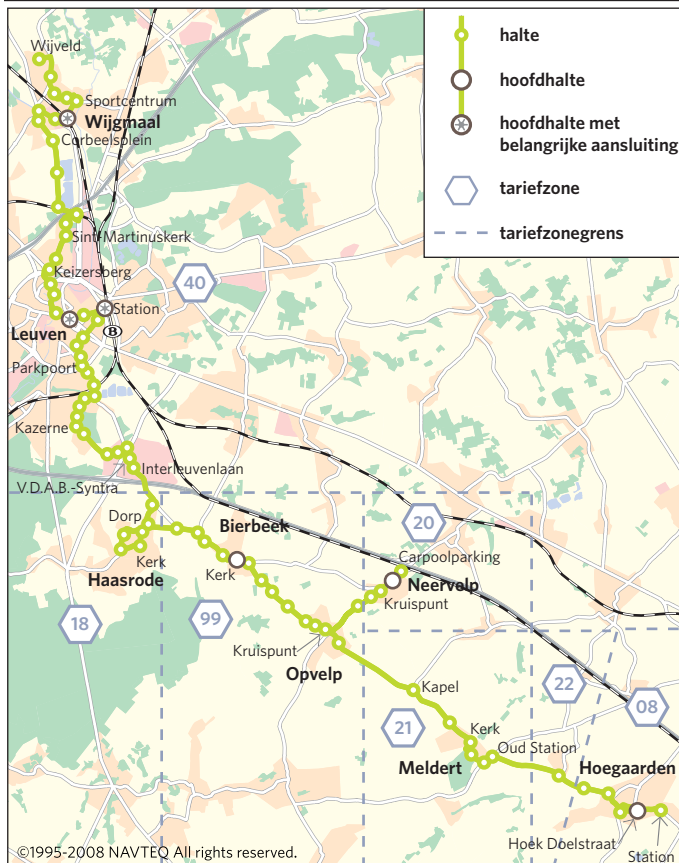 halte
hoofdhalte
hoofdhalte met
belangrijke aansluiting
tariefzone
tariefzonegrens
Wijveld
Sportcentrum
Wijgmaal
Corbeelsplein
Sint-Martinuskerk
Keizersberg
40
Station
B
Leuven
Parkpoort
Kazerne
Interleuvenlaan
V.D.A.B.-Syntra
Dorp
Bierbeek
20
Carpoolparking
Kerk
Kerk
Neervelp
Haasrode
Kruispunt
99
18
Kruispunt
Opvelp
22
Kapel
08
21
Kerk
Oud Station
Meldert
Hoegaarden
Hoek Doelstraat
Station
©1995-2008 NAVTEQ All rights reserved.